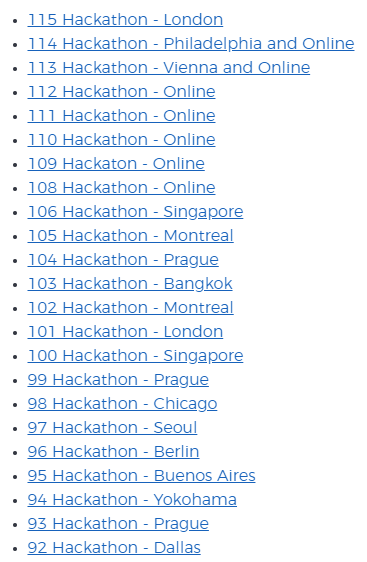 115 Hackathon - London
114 Hackathon - Philadelphia and Online
113 Hackathon - Vienna and Online
112 Hackathon - Online
111 Hackathon - Online
110 Hackathon - Online
109 Hackaton - Online
108 Hackathon - Online
106 Hackathon - Singapore
105 Hackathon - Montreal
104 Hackathon - Prague
103 Hackathon - Bangkok
102 Hackathon - Montreal
101 Hackathon - London
100 Hackathon - Singapore
99 Hackathon - Prague
98 Hackathon - Chicago
97 Hackathon - Seoul
96 Hackathon - Berlin
95 Hackathon - Buenos Aires
94 Hackathon - Yokohama
93 Hackathon - Prague
92 Hackathon - Dallas